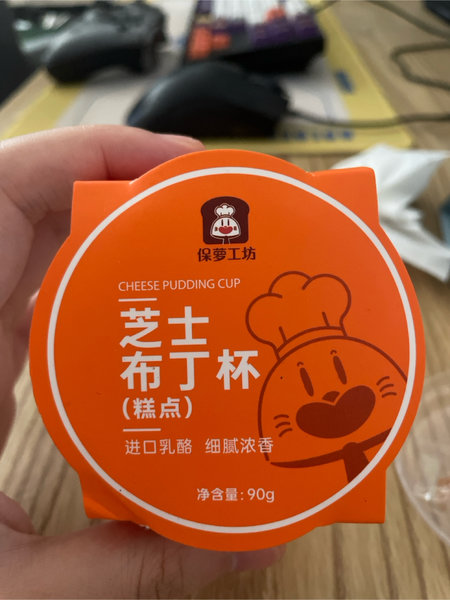 保萝工坊
CHEESE PUDDING CUP
芝士
布丁杯
(糕点)
进口乳酪 细腻浓香
净含量: 90g